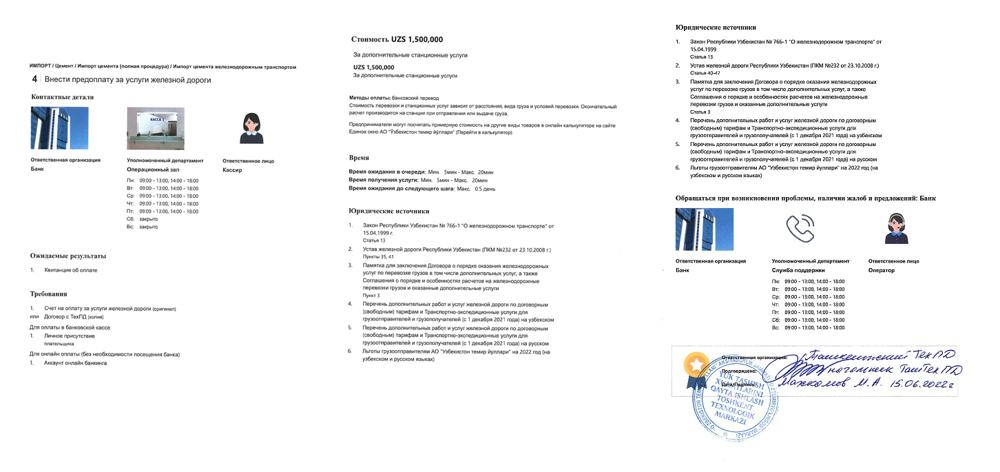 ИМПОРТ / Цемент / Импорт цемента (полная процедура) / Импорт цемента железнодорожным транспортом
4 Внести предоплату за услуги железной дороги
Контактные детали
КАССА 1
Ответственная организация
Банк
Уполномоченный департамент
Операционный зал
Пн: 09:00 - 13:00, 14:00 - 18:00
Вт: 09:00 - 13:00, 14:00 - 18:00
Ср: 09:00 - 13:00, 14:00 - 18:00
Чт: 09:00 - 13:00, 14:00 - 18:00
Пт: 09:00 - 13:00, 14:00 - 18:00
Сб: закрыто
Вс: закрыто
Ответственное лицо
Кассир
Ожидаемые результаты
1. Квитанция об оплате
Требования
1. Счет на оплату за услуги железной дороги (оригинал)
или Договор с ТехПД (копия)
Для оплаты в банковской кассе
1. Личное присутствие
плательщика
Для онлайн оплаты (без необходимости посещения банка)
1. Аккаунт онлайн банкинга
Стоимость UZS 1,500,000
За дополнительные станционные услуги
UZS 1,500,000
За дополнительные станционные услуги
Методы оплаты: банковский перевод
Стоимость перевозки и станционных услуг зависит от расстояния, вида груза и условий перевозки. Окончательный
расчет производится на станции при отправлении или выдаче груза.
Предприниматели могут посчитать примерную стоимость на другие виды товаров в онлайн калькуляторе на сайте
Единое окно АО "Ўзбекистон темир йуллари" (Перейти в калькулятор).
Время
Время ожидания в очереди: Мин. 5мин - Макс. 20мин
Время получения услуги: Мин. 5мин - Макс. 20мин
Время ожидания до следующего шага: Макс. 0.5 день
Юридические источники
1. Закон Республики Узбекистан № 766-1 "О железнодорожном транспорте" от
15.04.1999 г.
Статья 13
2. Устав железной дороги Республики Узбекистан (ПКМ №232 от 23.10.2008 г.)
Пункты 35, 41
3. Памятка для заключения Договора о порядке оказания железнодорожных
услуг по перевозке грузов в том числе дополнительных услуг, а также
Соглашения о порядке и особенностях расчетов на железнодорожные
перевозки грузов и оказанные дополнительные услуги
Пункт 3
4. Перечень дополнительных работ и услуг железной дороги по договорным
(свободным) тарифам и Транспортно-экспедиционные услуги для
грузоотправителей и грузополучателей (с 1 декабря 2021 года) на узбекском
5. Перечень дополнительных работ и услуг железной дороги по договорным
(свободным) тарифам и Транспортно-экспедиционные услуги для
грузоотправителей и грузополучателей (с 1 декабря 2021 года) на русском
6. Льготы грузоотправителям АО "Узбекистон темир йуллари" на 2022 год (на
узбекском и русском языках)
Юридические источники
1. Закон Республики Узбекистан № 766-1 "О железнодорожном транспорте" от
15.04.1999
Статья 13
2. Устав железной дороги Республики Узбекистан (ПКМ №232 от 23.10.2008 г.)
Статья 40-47
3. Памятка для заключения Договора о порядке оказания железнодорожных
услуг по перевозке грузов в том числе дополнительных услуг, а также
Соглашения о порядке и особенностях расчетов на железнодорожные
перевозки грузов и оказанные дополнительные услуги
Статья 3
4. Перечень дополнительных работ и услуг железной дороги по договорным
(свободным) тарифам и Транспортно-экспедиционные услуги для
грузоотправителей и грузополучателей (с 1 декабря 2021 года) на узбекском
5. Перечень дополнительных работ и услуг железной дороги по договорным
(свободным) тарифам и Транспортно-экспедиционные услуги для
грузоотправителей и грузополучателей (с 1 декабря 2021 года) на русском
6. Льготы грузоотправителям АО "Узбекистон темир йуллари" на 2022 год (на
узбекском и русском языках)
Обращаться при возникновении проблемы, наличии жалоб и предложений: Банк
Ответственная организация
Банк
Уполномоченный департамент
Служба поддержки
Пн: 09:00 - 13:00, 14:00 - 18:00
Вт: 09:00 - 13:00, 14:00 - 18:00
Ср: 09:00 - 13:00, 14:00 - 18:00
Чт: 09:00 - 13:00, 14:00 - 18:00
Пт: 09:00 - 13:00, 14:00 - 18:00
Сб: 09:00 - 13:00, 14:00 - 18:00
Вс: 09:00 - 13:00, 14:00 - 18:00
Ответственное лицо
Оператор
Ответственная организация: Ташкентский ТехПД
Подтверждено: ТашТехПД
Махкамов М.А. 15.06.2022г
YUK TASHISH
QAYTA ISHLASH
TOSHKENT
TEXNOLOGIK
MARKAZI